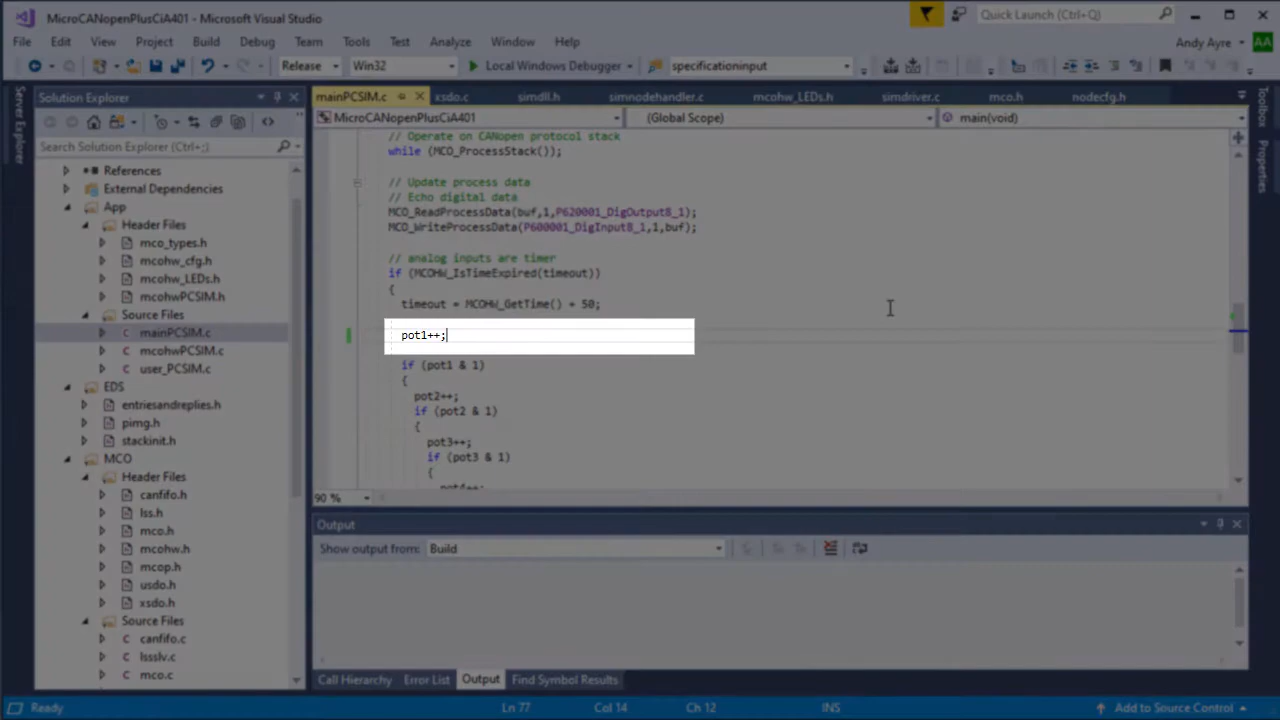 MicroCANopenPlusCiA401 - Microsoft Visual Studio
Quick Launch (Ctrl+Q)
File Edit View Project Build Debug Team Tools Test Analyze Window Help
Andy Ayre AA
Release Win32 Local Windows Debugger specificationinput
Server Explorer
Solution Explorer
Search Solution Explorer (Ctrl+;)
References
External Dependencies
App
Header Files
mco_types.h
mcohw_cfg.h
mcohw_LEDs.h
mcohwPCSIM.h
Source Files
mainPCSIM.c
mcohwPCSIM.c
user_PCSIM.c
EDS
entriesandreplies.h
pimg.h
stackinit.h
MCO
Header Files
canfifo.h
lss.h
mco.h
mcohw.h
mcop.h
usdo.h
xsdo.h
Source Files
canfifo.c
lssslv.c
mco.c
mainPCSIM.c xsdo.c simdll.h simnodehandler.c mcohw_LEDs.h simdriver.c mco.h nodecfg.h
MicroCANopenPlusCiA401 (Global Scope) main(void)
// Operate on CANopen protocol stack
while (MCO_ProcessStack());
// Update process data
// Echo digital data
MCO_ReadProcessData(buf,1,P620001_DigOutput8_1);
MCO_WriteProcessData(P600001_DigInput8_1,1,buf);
// analog inputs are timer
if (MCOHW_IsTimeExpired(timeout))
{
timeout = MCOHW_GetTime() + 50;
pot1++;
if (pot1 & 1)
{
pot2++;
if (pot2 & 1)
{
pot3++;
if (pot3 & 1)
{
pot4++;
90 %
Output
Show output from: Build
Call Hierarchy Error List Output Find Symbol Results
Toolbox
Properties
Ready Ln 77 Col 14 Ch 12 INS Add to Source Control